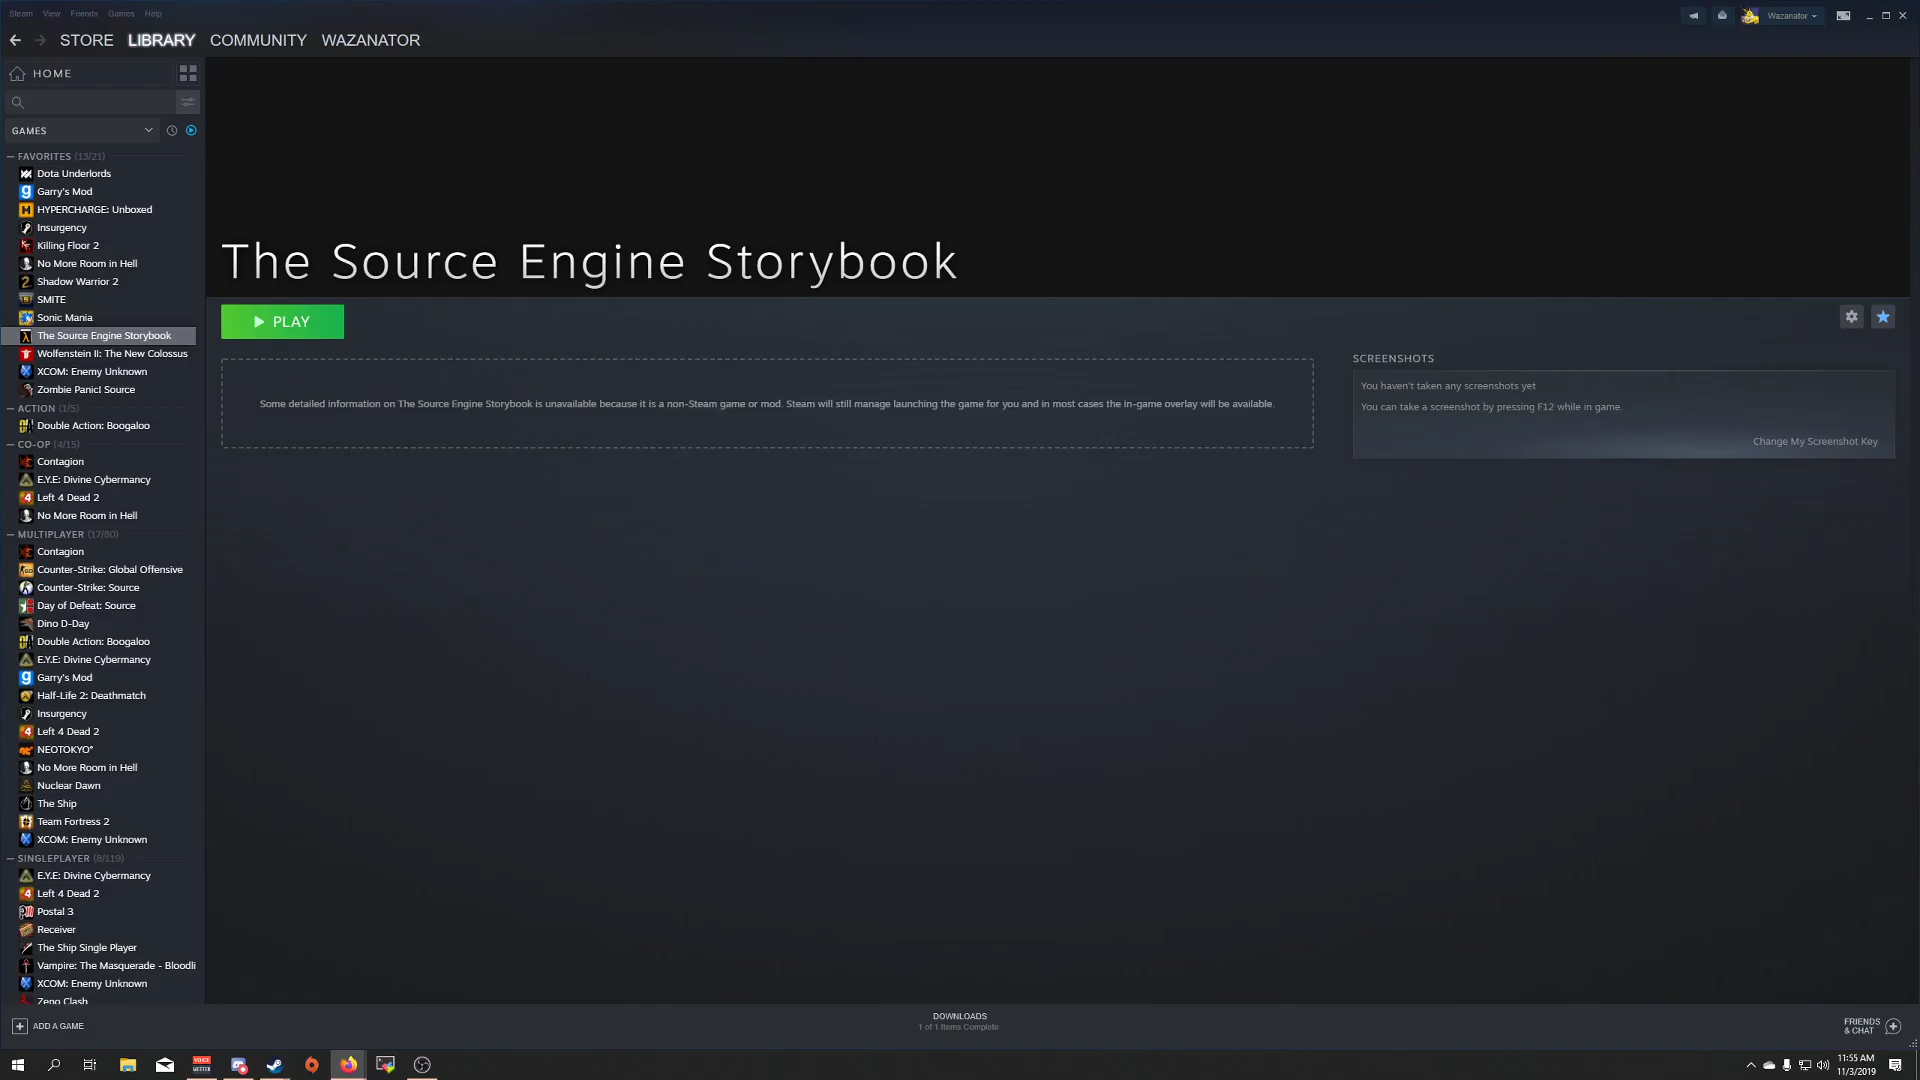 Steam View Friends Games Help
Wazanator
STORE LIBRARY COMMUNITY WAZANATOR
HOME
GAMES
FAVORITES (13/21)
Dota Underlords
Garry's Mod
HYPERCHARGE: Unboxed
Insurgency
Killing Floor 2
No More Room in Hell
Shadow Warrior 2
SMITE
Sonic Mania
The Source Engine Storybook
Wolfenstein II: The New Colossus
XCOM: Enemy Unknown
Zombie Panic! Source
ACTION (1/5)
Double Action: Boogaloo
CO-OP (4/15)
Contagion
E.Y.E: Divine Cybermancy
Left 4 Dead 2
No More Room in Hell
MULTIPLAYER (17/80)
Contagion
Counter-Strike: Global Offensive
Counter-Strike: Source
Day of Defeat: Source
Dino D-Day
Double Action: Boogaloo
E.Y.E: Divine Cybermancy
Garry's Mod
Half-Life 2: Deathmatch
Insurgency
Left 4 Dead 2
NEOTOKYO°
No More Room in Hell
Nuclear Dawn
The Ship
Team Fortress 2
XCOM: Enemy Unknown
SINGLEPLAYER (8/119)
E.Y.E: Divine Cybermancy
Left 4 Dead 2
Postal 3
Receiver
The Ship Single Player
Vampire: The Masquerade - Bloodli
XCOM: Enemy Unknown
Zeno Clash
ADD A GAME
The Source Engine Storybook
PLAY
Some detailed information on The Source Engine Storybook is unavailable because it is a non-Steam game or mod. Steam will still manage launching the game for you and in most cases the in-game overlay will be available.
SCREENSHOTS
You haven't taken any screenshots yet
You can take a screenshot by pressing F12 while in game.
Change My Screenshot Key
DOWNLOADS
1 of 1 Items Complete
FRIENDS
& CHAT
VOICE
MEETER
11:55 AM
11/3/2019